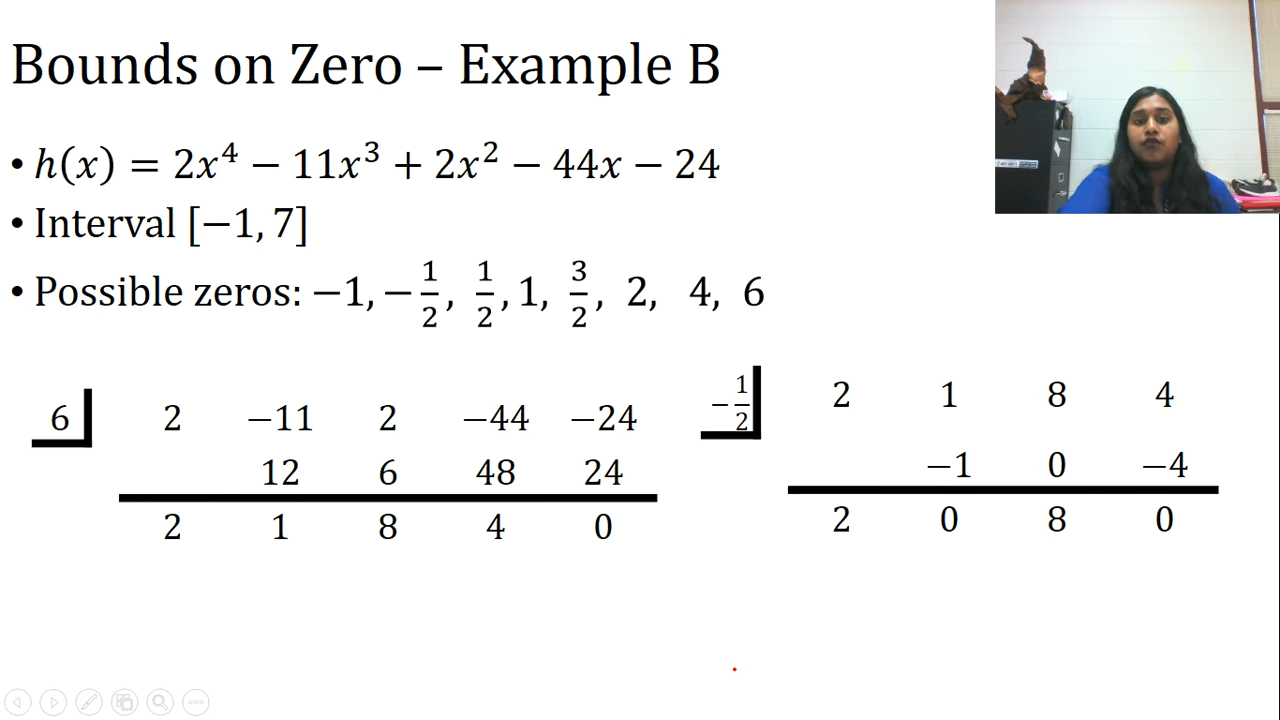 Bounds on Zero – Example B
• h(x) = 2x⁴ − 11x³ + 2x² − 44x − 24
• Interval [−1, 7]
• Possible zeros: −1, −1/2, 1/2, 1, 3/2, 2, 4, 6
6 2 −11 2 −44 −24
12 6 48 24
2 1 8 4 0
−1/2 2 1 8 4
−1 0 −4
2 0 8 0